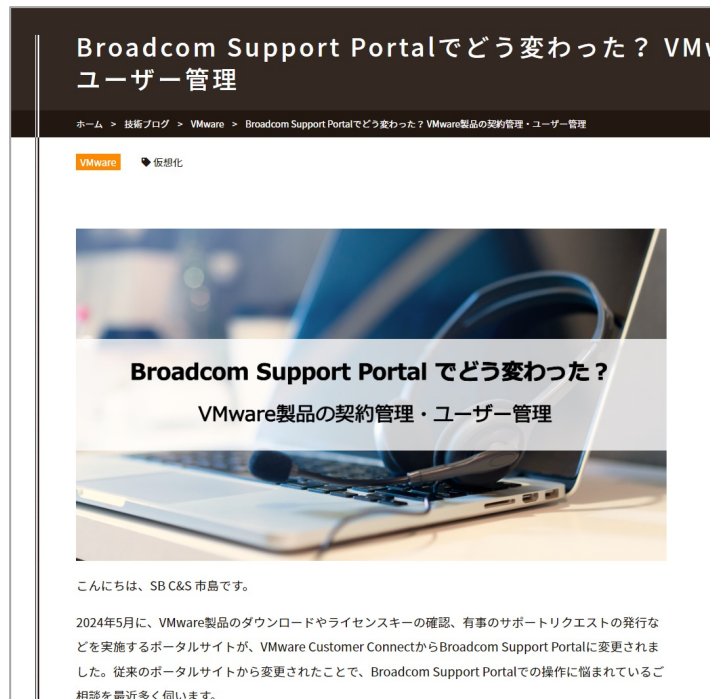 Broadcom Support Portalでどう変わった？ VM
ユーザー管理
ホーム > 技術ブログ > VMware > Broadcom Support Portalでどう変わった？VMware製品の契約管理・ユーザー管理
VMware 仮想化
Broadcom Support Portal でどう変わった？
VMware製品の契約管理・ユーザー管理
こんにちは、SB C&S 市島です。
2024年5月に、VMware製品のダウンロードやライセンスキーの確認、有事のサポートリクエストの発行な
どを実施するポータルサイトが、VMware Customer ConnectからBroadcom Support Portalに変更されま
した。従来のポータルサイトから変更されたことで、Broadcom Support Portalでの操作に悩まれているご
相談を最近多く伺います。